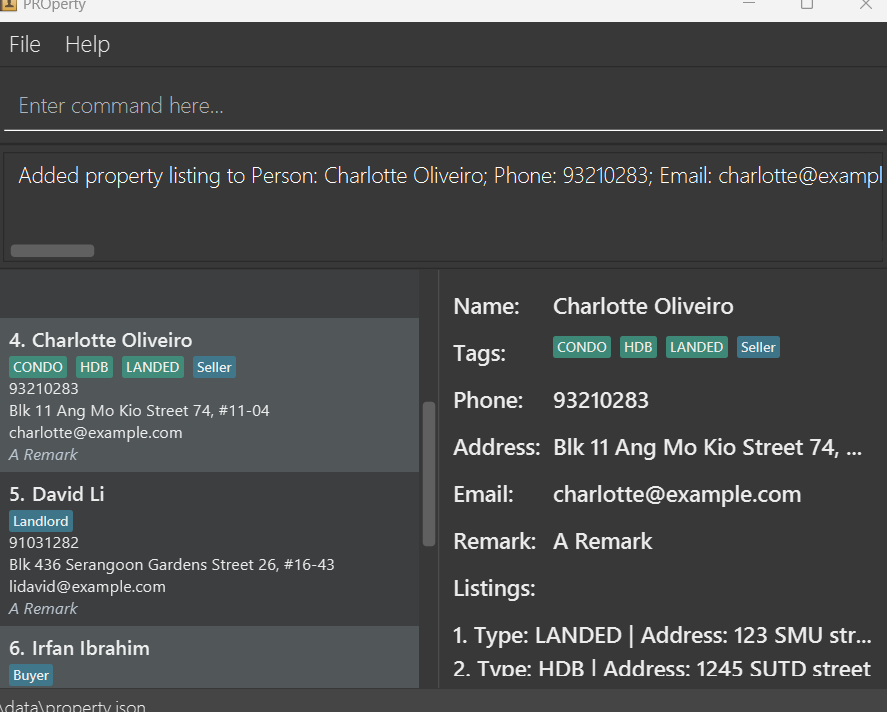 PROperty
File Help
Enter command here...
Added property listing to Person: Charlotte Oliveiro; Phone: 93210283; Email: charlotte@exampl
4. Charlotte Oliveiro
CONDO HDB LANDED Seller
93210283
Blk 11 Ang Mo Kio Street 74, #11-04
charlotte@example.com
A Remark
5. David Li
Landlord
91031282
Blk 436 Serangoon Gardens Street 26, #16-43
lidavid@example.com
A Remark
6. Irfan Ibrahim
Buyer
Name: Charlotte Oliveiro
Tags: CONDO HDB LANDED Seller
Phone: 93210283
Address: Blk 11 Ang Mo Kio Street 74, ...
Email: charlotte@example.com
Remark: A Remark
Listings:
1. Type: LANDED | Address: 123 SMU str...
2. Type: HDB | Address: 1245 SUTD street
\data\property.json